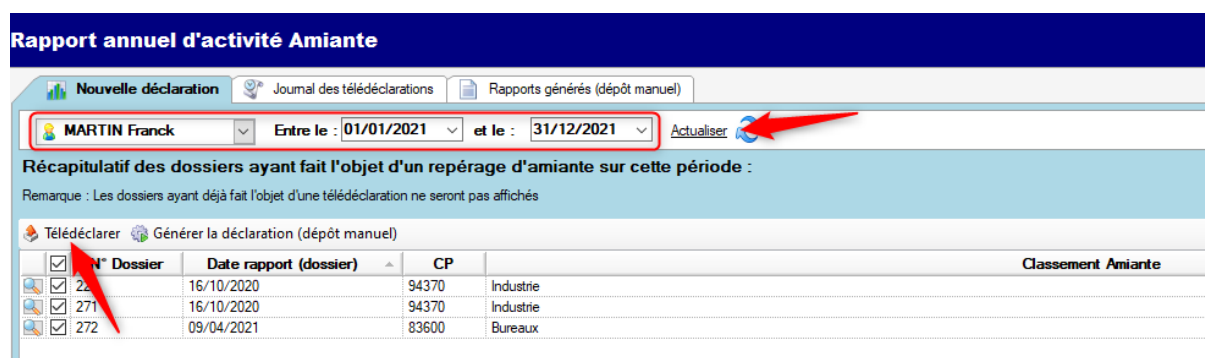 Rapport annuel d'activité Amiante
Nouvelle déclaration Journal des télédéclarations Rapports générés (dépôt manuel)
MARTIN Franck Entre le : 01/01/2021 et le : 31/12/2021 Actualiser
Récapitulatif des dossiers ayant fait l'objet d'un repérage d'amiante sur cette période :
Remarque : Les dossiers ayant déjà fait l'objet d'une télédéclaration ne seront pas affichés
Télédéclarer Générer la déclaration (dépôt manuel)
N° Dossier Date rapport (dossier) CP Classement Amiante
16/10/2020 94370 Industrie
271 16/10/2020 94370 Industrie
272 09/04/2021 83600 Bureaux